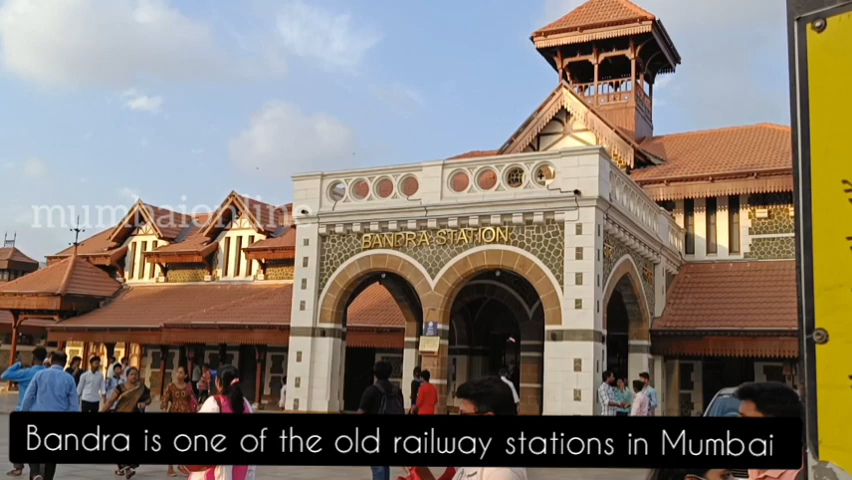 mumbaionline
BANDRA STATION
Bandra is one of the old railway stations in Mumbai